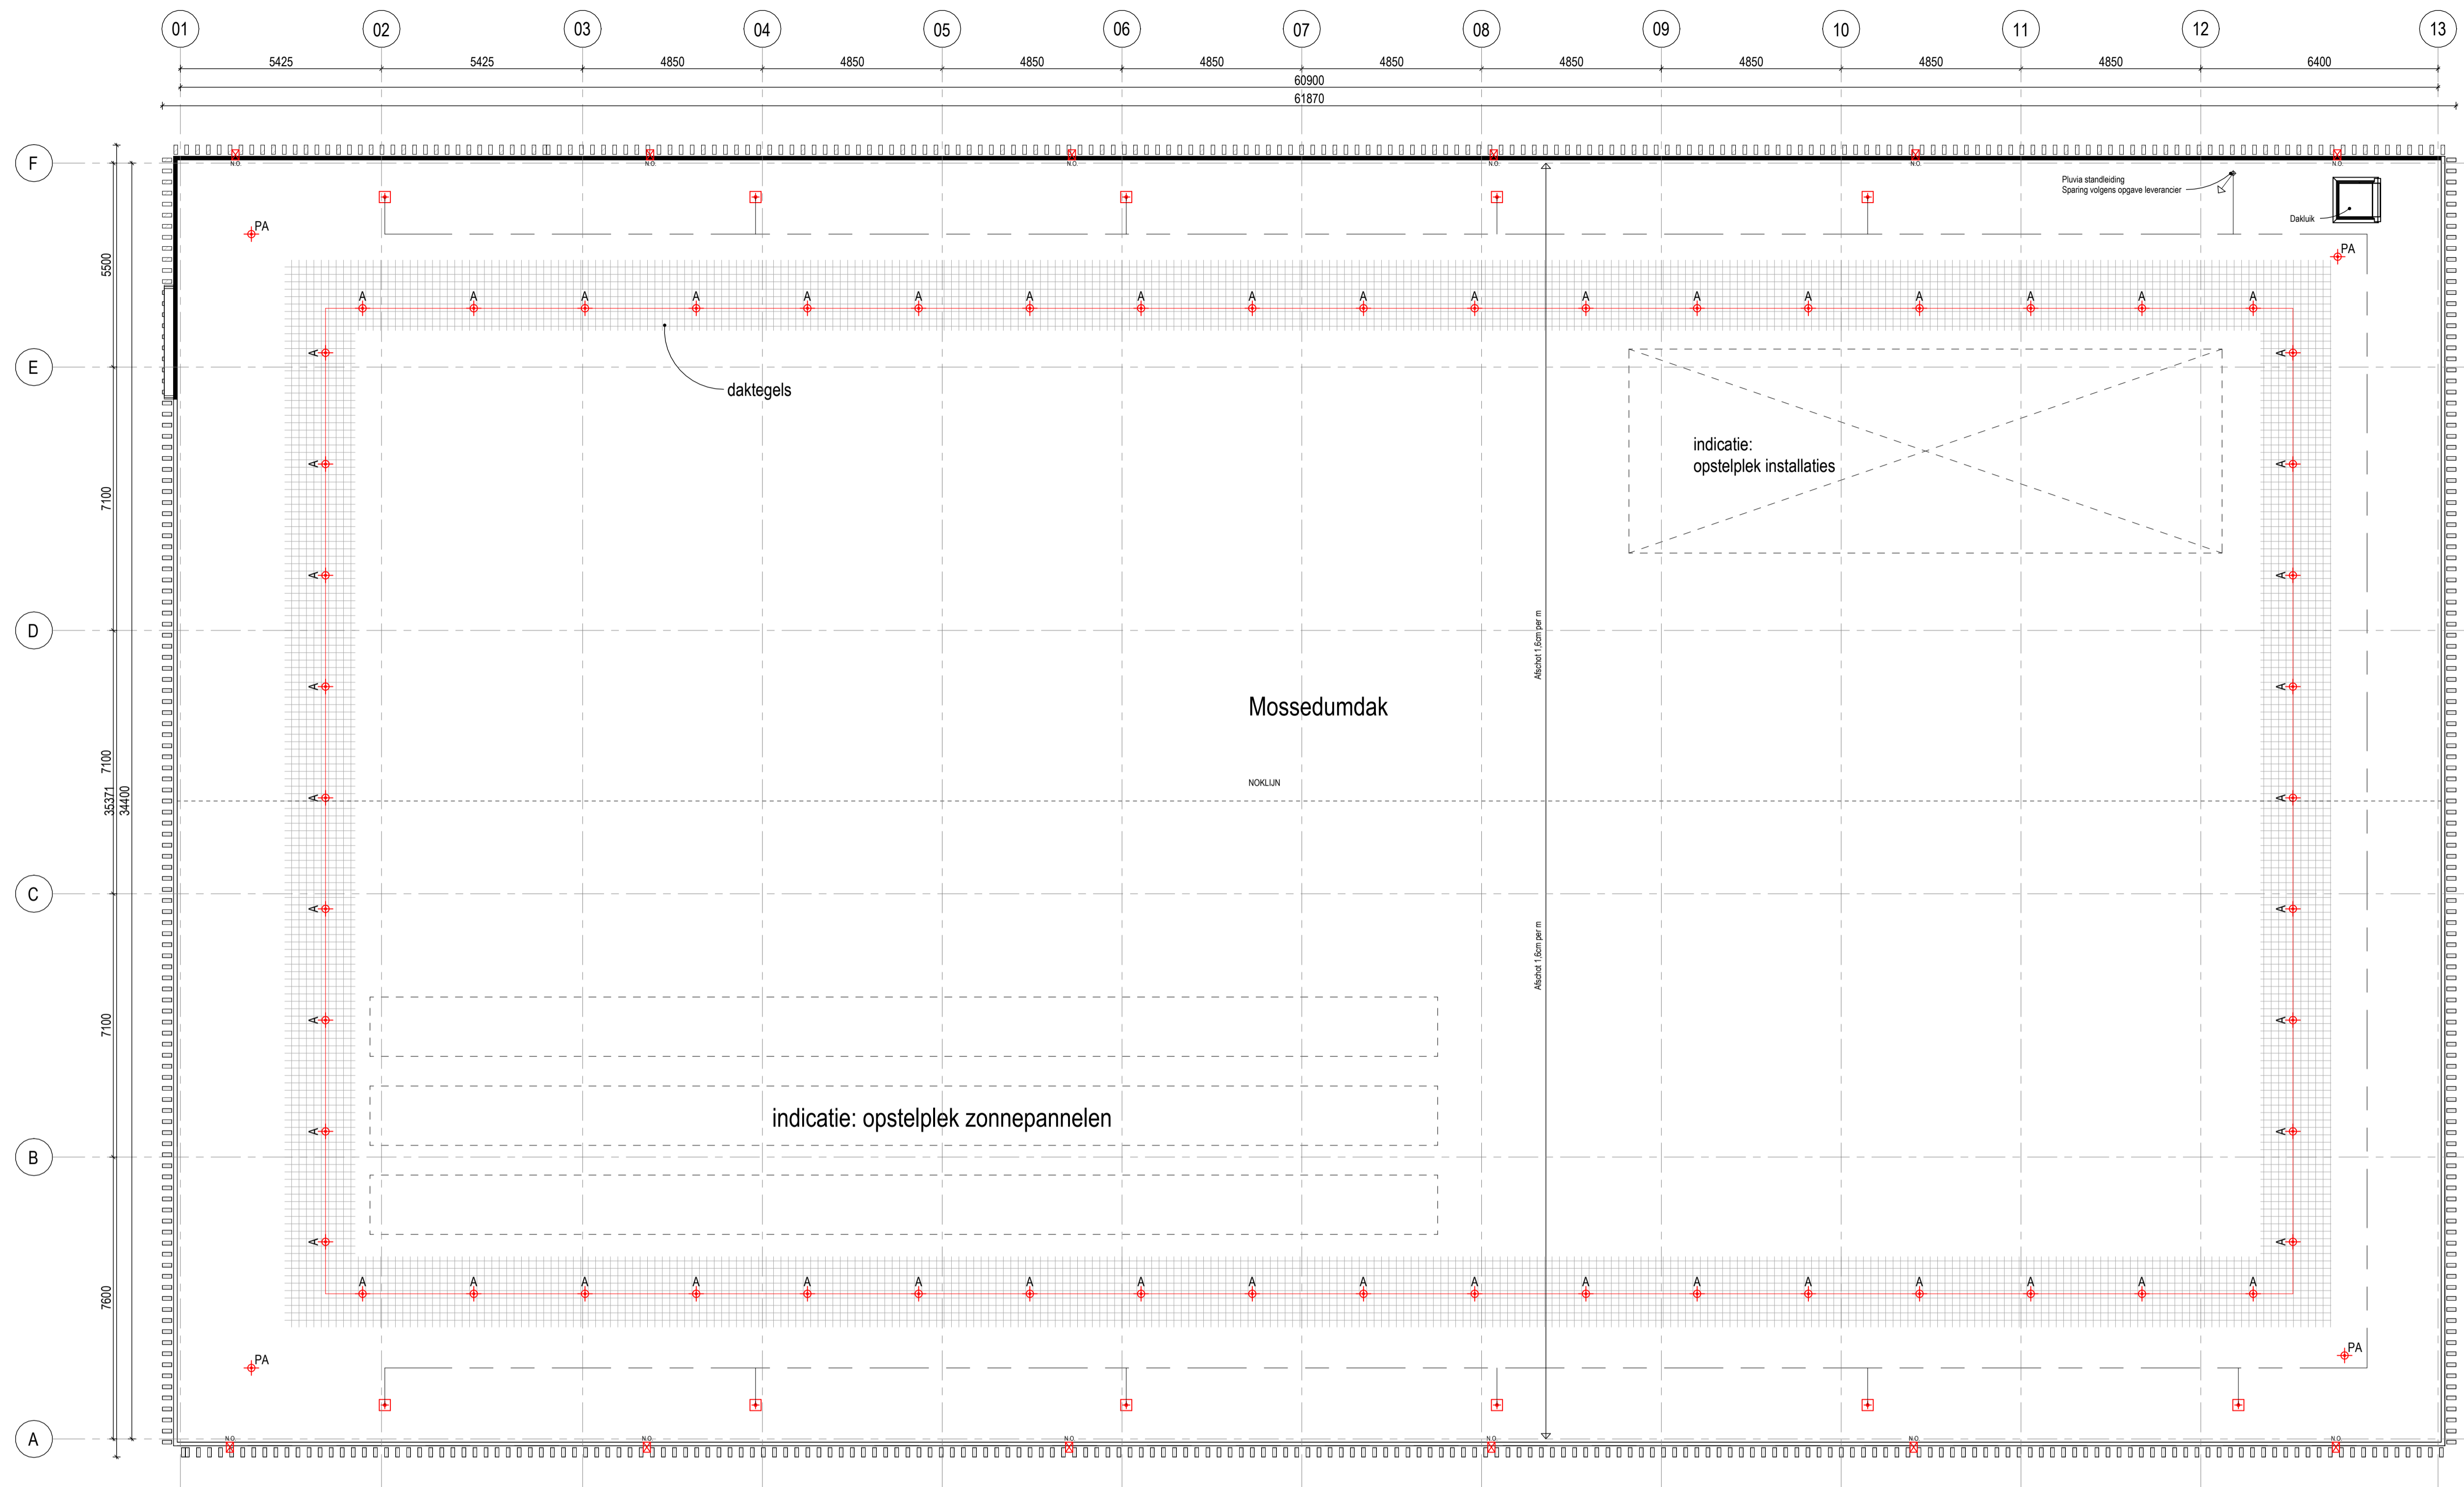 01 02 03 04 05 06 07 08 09 10 11 12 13
5425 5425 4850 4850 4850 4850 4850 4850 4850 4850 4850 6400
60900
61870
F
N.O. N.O. N.O. N.O. N.O. N.O.
Pluvia standleiding
Sparing volgens opgave leverancier
Dakluik
PA
PA
5500
A A A A A A A A A A A A A A A A A A
A A
E
daktegels
indicatie:
opstelplek installaties
A A
7100
A A
Afschot 1,6cm per m
D
A A
Mossedumdak
7100
NOKLIJN
35371
34400
A A
C
A A
Afschot 1,6cm per m
7100
A A
indicatie: opstelplek zonnepannelen
A A
B
A A
7600
A A A A A A A A A A A A A A A A A A
PA
PA
A
N.O. N.O. N.O. N.O. N.O. N.O.